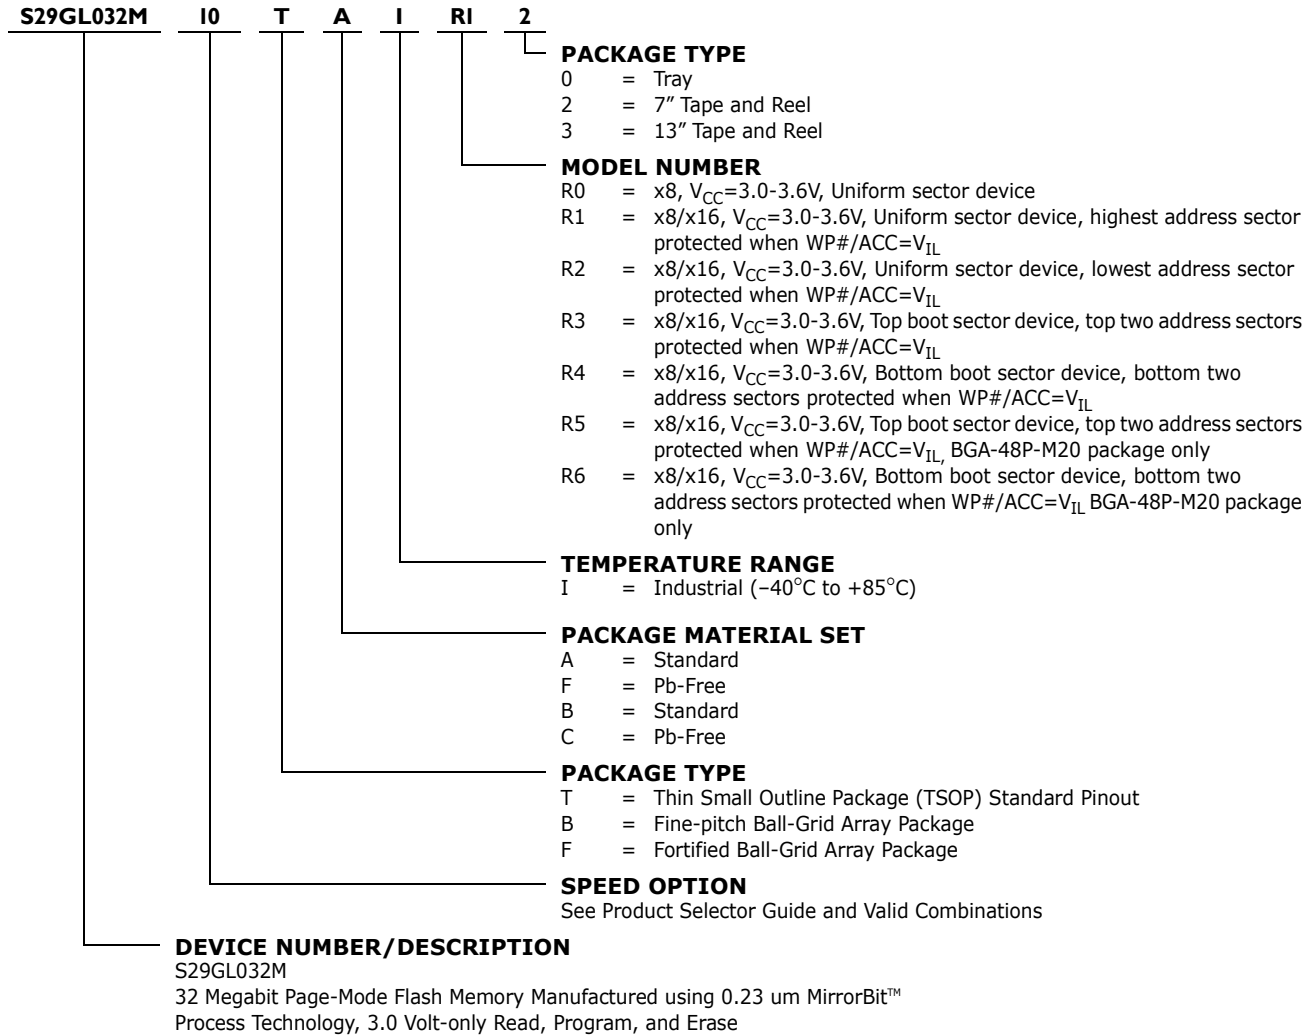 S29GL032M 10 T A I R1 2
PACKAGE TYPE
0 = Tray
2 = 7″ Tape and Reel
3 = 13″ Tape and Reel
MODEL NUMBER
R0 = x8, VCC=3.0-3.6V, Uniform sector device
R1 = x8/x16, VCC=3.0-3.6V, Uniform sector device, highest address sector
protected when WP#/ACC=VIL
R2 = x8/x16, VCC=3.0-3.6V, Uniform sector device, lowest address sector
protected when WP#/ACC=VIL
R3 = x8/x16, VCC=3.0-3.6V, Top boot sector device, top two address sectors
protected when WP#/ACC=VIL
R4 = x8/x16, VCC=3.0-3.6V, Bottom boot sector device, bottom two
address sectors protected when WP#/ACC=VIL
R5 = x8/x16, VCC=3.0-3.6V, Top boot sector device, top two address sectors
protected when WP#/ACC=VIL, BGA-48P-M20 package only
R6 = x8/x16, VCC=3.0-3.6V, Bottom boot sector device, bottom two
address sectors protected when WP#/ACC=VIL BGA-48P-M20 package
only
TEMPERATURE RANGE
I = Industrial (–40°C to +85°C)
PACKAGE MATERIAL SET
A = Standard
F = Pb-Free
B = Standard
C = Pb-Free
PACKAGE TYPE
T = Thin Small Outline Package (TSOP) Standard Pinout
B = Fine-pitch Ball-Grid Array Package
F = Fortified Ball-Grid Array Package
SPEED OPTION
See Product Selector Guide and Valid Combinations
DEVICE NUMBER/DESCRIPTION
S29GL032M
32 Megabit Page-Mode Flash Memory Manufactured using 0.23 um MirrorBit™
Process Technology, 3.0 Volt-only Read, Program, and Erase